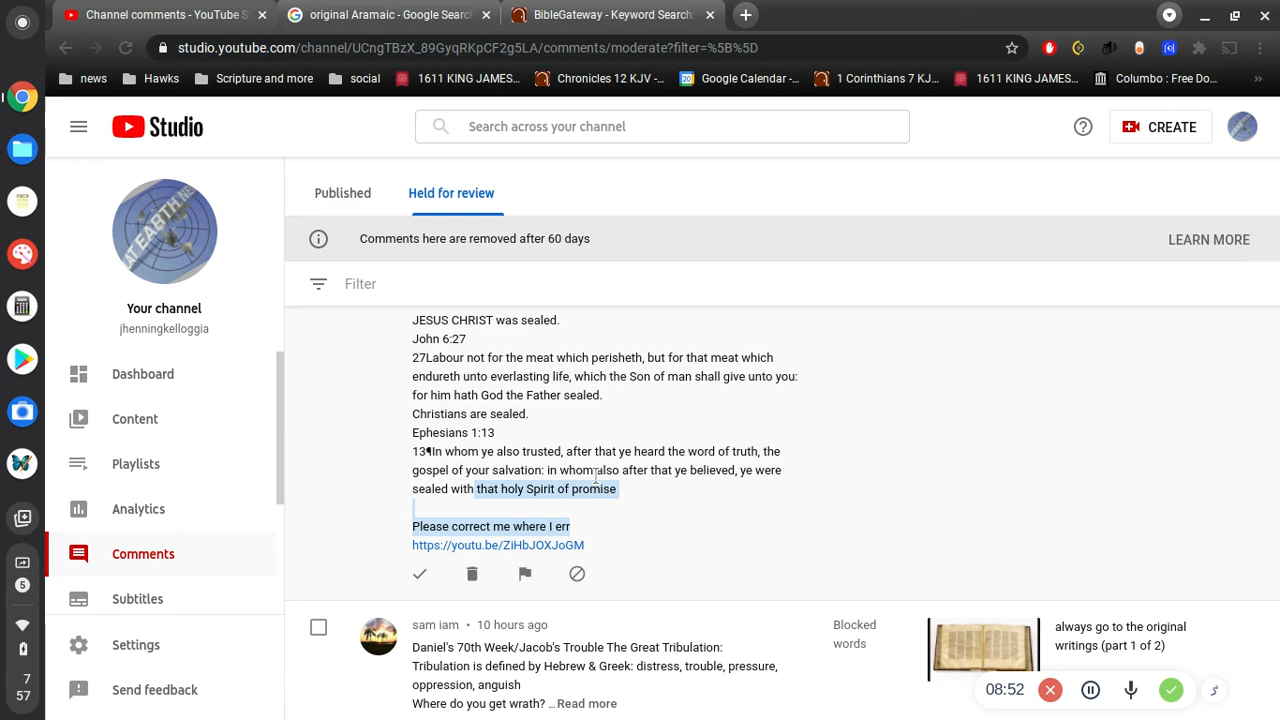 Channel comments - YouTube S
original Aramaic - Google Search
BibleGateway - Keyword Search:
studio.youtube.com/channel/UCngTBzX_89GyqRKpCF2g5LA/comments/moderate?filter=%5B%5D
news
Hawks
Scripture and more
social
1611 KING JAMES...
Chronicles 12 KJV -...
Google Calendar -...
1 Corinthians 7 KJ...
1611 KING JAMES...
Columbo : Free Do...
Studio
Search across your channel
CREATE
Published
Held for review
Comments here are removed after 60 days
LEARN MORE
Filter
Your channel
jhenningkelloggia
Dashboard
Content
Playlists
Analytics
Comments
Subtitles
Settings
Send feedback
JESUS CHRIST was sealed.
John 6:27
27Labour not for the meat which perisheth, but for that meat which
endureth unto everlasting life, which the Son of man shall give unto you:
for him hath God the Father sealed.
Christians are sealed.
Ephesians 1:13
13¶In whom ye also trusted, after that ye heard the word of truth, the
gospel of your salvation: in whom also after that ye believed, ye were
sealed with that holy Spirit of promise
Please correct me where I err
https://youtu.be/ZiHbJOXJoGM
sam iam • 10 hours ago
Daniel's 70th Week/Jacob's Trouble The Great Tribulation:
Tribulation is defined by Hebrew & Greek: distress, trouble, pressure,
oppression, anguish
Where do you get wrath? ... Read more
Blocked
words
always go to the original
writings (part 1 of 2)
08:52
5
7
57